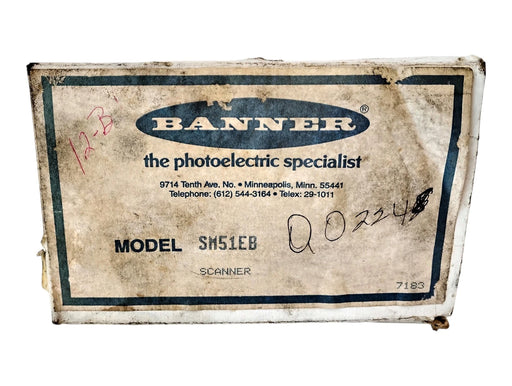 12-B
BANNER®
the photoelectric specialist
9714 Tenth Ave. No. • Minneapolis, Minn. 55441
Telephone: (612) 544-3164 • Telex: 29-1011
MODEL SM51EB
SCANNER
7183